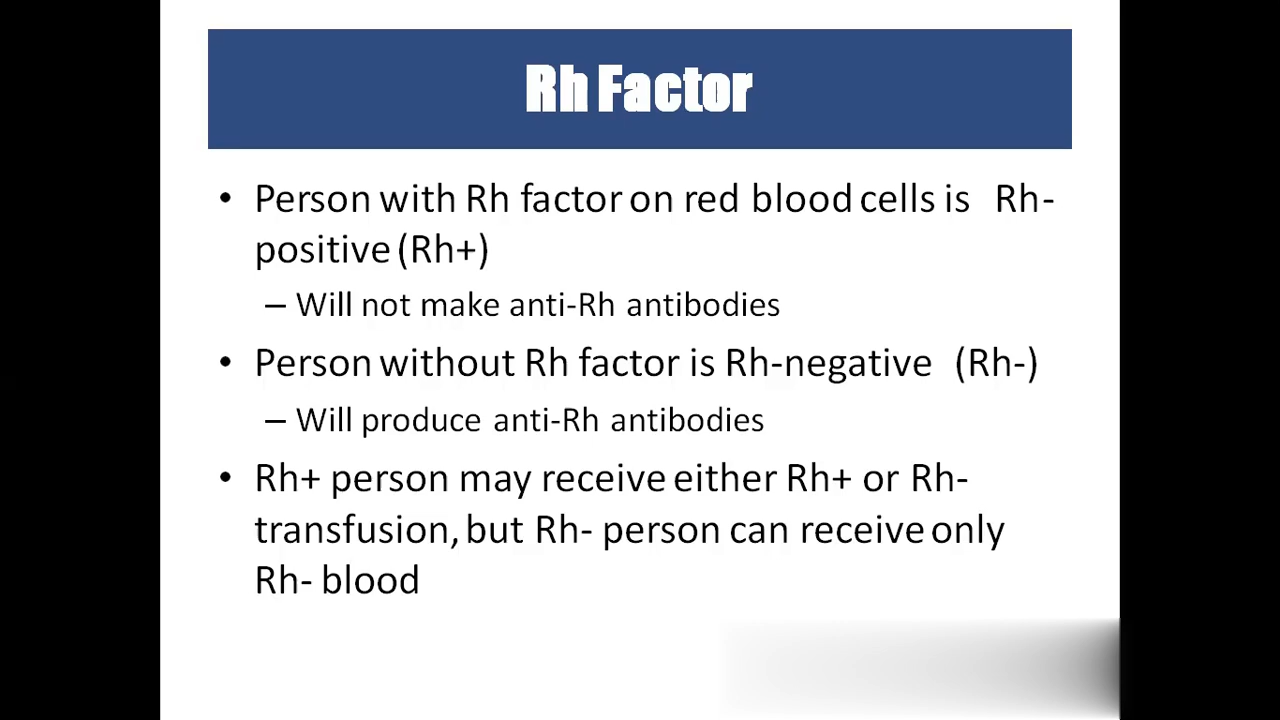 Rh Factor
• Person with Rh factor on red blood cells is Rh-
positive (Rh+)
– Will not make anti-Rh antibodies
• Person without Rh factor is Rh-negative (Rh-)
– Will produce anti-Rh antibodies
• Rh+ person may receive either Rh+ or Rh-
transfusion, but Rh- person can receive only
Rh- blood